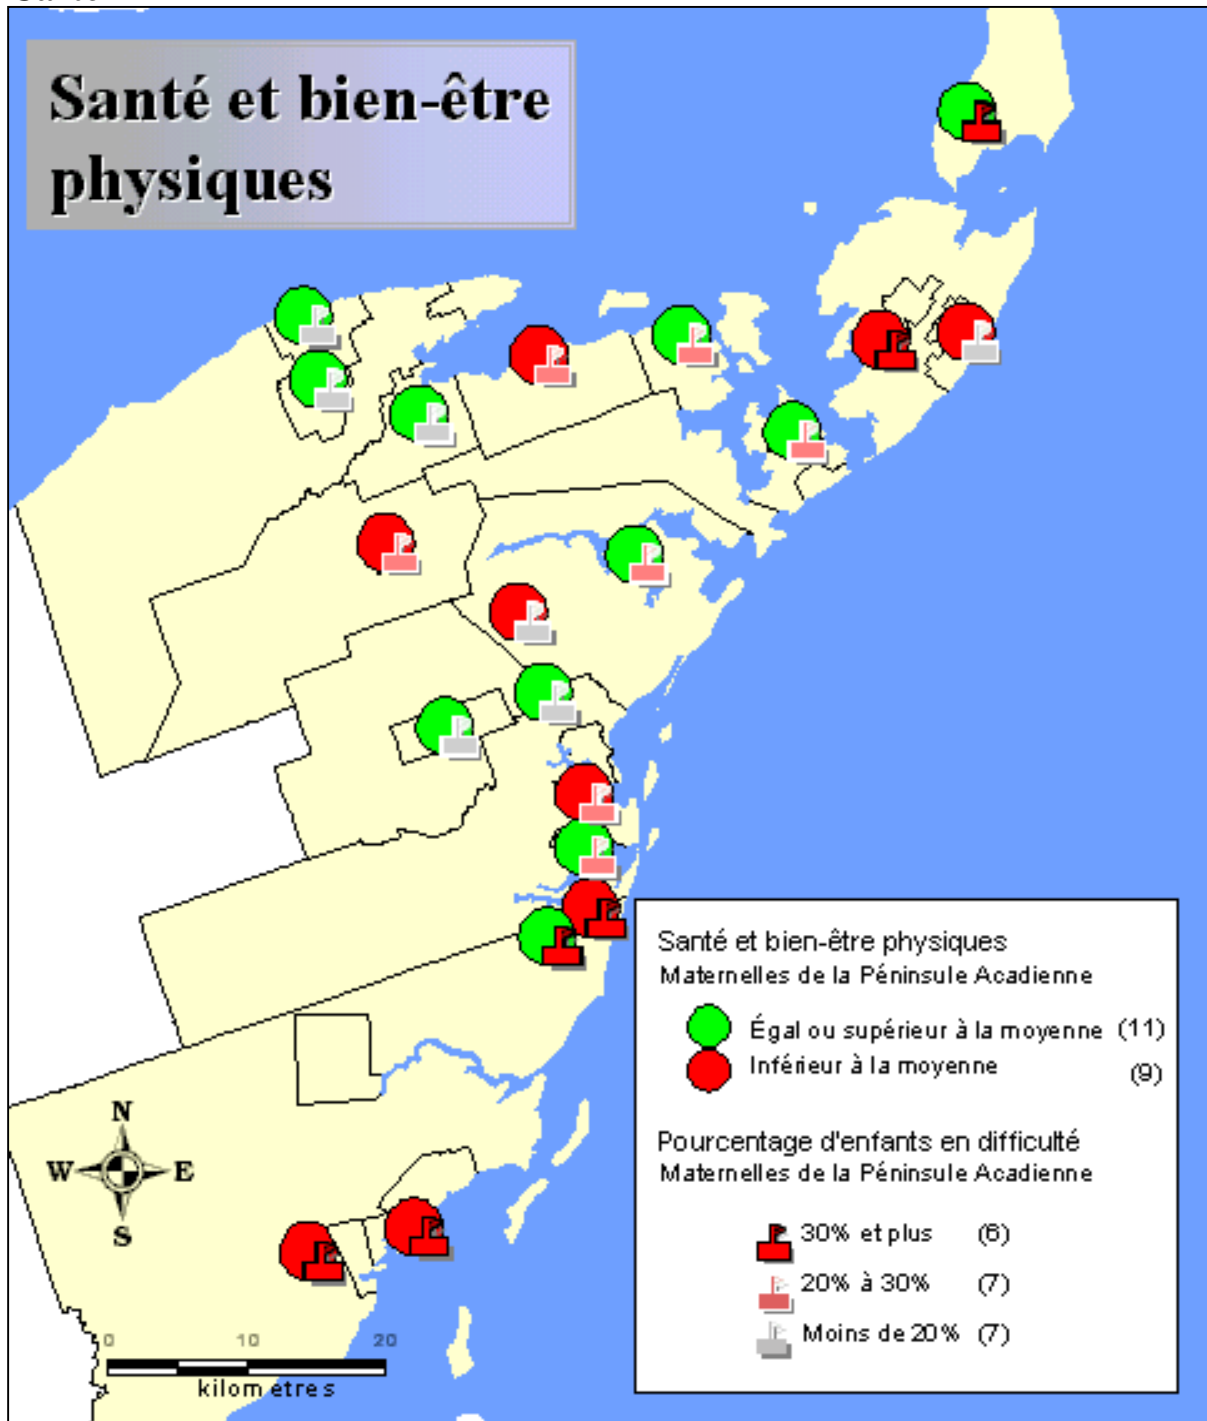 Santé et bien-être
physiques
Santé et bien-être physiques
Maternelles de la Péninsule Acadienne
Égal ou supérieur à la moyenne (11)
Inférieur à la moyenne (9)
Pourcentage d'enfants en difficulté
Maternelles de la Péninsule Acadienne
30% et plus (6)
20% à 30% (7)
Moins de 20% (7)
N
W E
S
0 10 20
kilometres